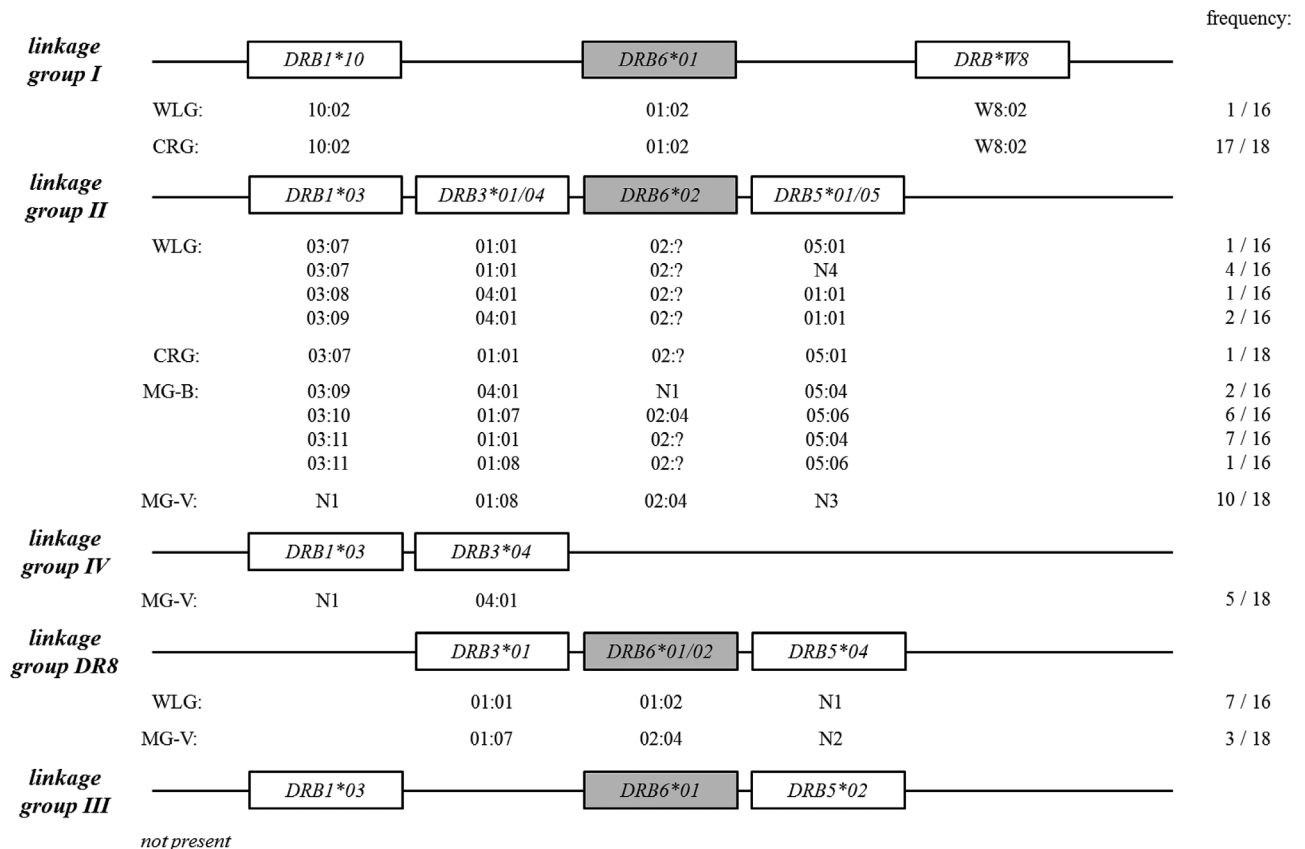 frequency:
linkage group I DRB1*10 DRB6*01 DRB*W8
WLG: 10:02 01:02 W8:02 1 / 16
CRG: 10:02 01:02 W8:02 17 / 18
linkage group II DRB1*03 DRB3*01/04 DRB6*02 DRB5*01/05
WLG: 03:07 01:01 02:? 05:01 1 / 16
03:07 01:01 02:? N4 4 / 16
03:08 04:01 02:? 01:01 1 / 16
03:09 04:01 02:? 01:01 2 / 16
CRG: 03:07 01:01 02:? 05:01 1 / 18
MG-B: 03:09 04:01 N1 05:04 2 / 16
03:10 01:07 02:04 05:06 6 / 16
03:11 01:01 02:? 05:04 7 / 16
03:11 01:08 02:? 05:06 1 / 16
MG-V: N1 01:08 02:04 N3 10 / 18
linkage group IV DRB1*03 DRB3*04
MG-V: N1 04:01 5 / 18
linkage group DR8 DRB3*01 DRB6*01/02 DRB5*04
WLG: 01:01 01:02 N1 7 / 16
MG-V: 01:07 02:04 N2 3 / 18
linkage group III DRB1*03 DRB6*01 DRB5*02
not present